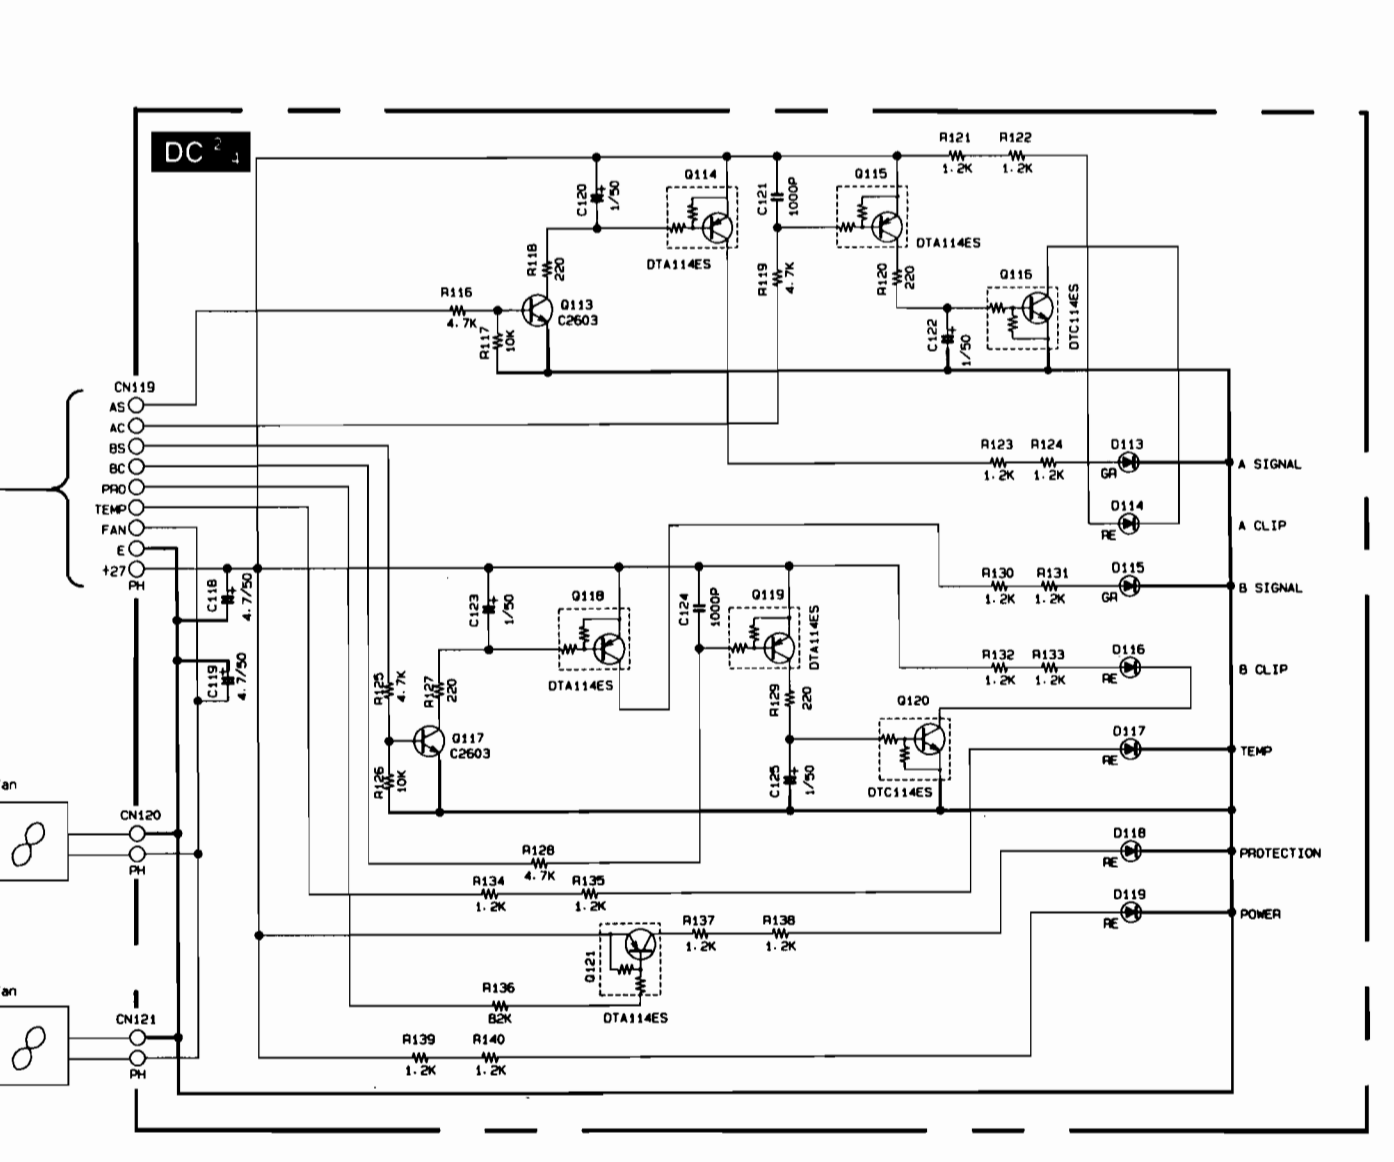 DC 2
R121 R122
1.2K 1.2K
Q114 Q115
C120 1/50
C121 1000P
DTA114ES
DTA114ES
R118 220
R119 4.7K
R120 220
Q116
DTC114ES
R116
4.7K
Q113
C2603
R117 10K
C122 1/50
CN119
AS
AC
BS
BC
PRO
TEMP
FAN
E
+27
PH
R123 R124 D113
1.2K 1.2K GR
A SIGNAL
D114
RE
A CLIP
R130 R131 D115
1.2K 1.2K GR
B SIGNAL
C118 4.7/50
C119 4.7/50
C123 1/50
Q118
DTA114ES
C124 1000P
Q119
DTA114ES
R132 R133 D116
1.2K 1.2K RE
B CLIP
R125 4.7K
R127 220
R129 220
Q120
DTC114ES
Q117
C2603
R126 10K
C125 1/50
D117
RE
TEMP
an
CN120
PH
R128
4.7K
D118
RE
PROTECTION
R134 R135
1.2K 1.2K
D119
RE
POWER
R137 R138
1.2K 1.2K
Q121
DTA114ES
R136
82K
an
CN121
PH
R139 R140
1.2K 1.2K